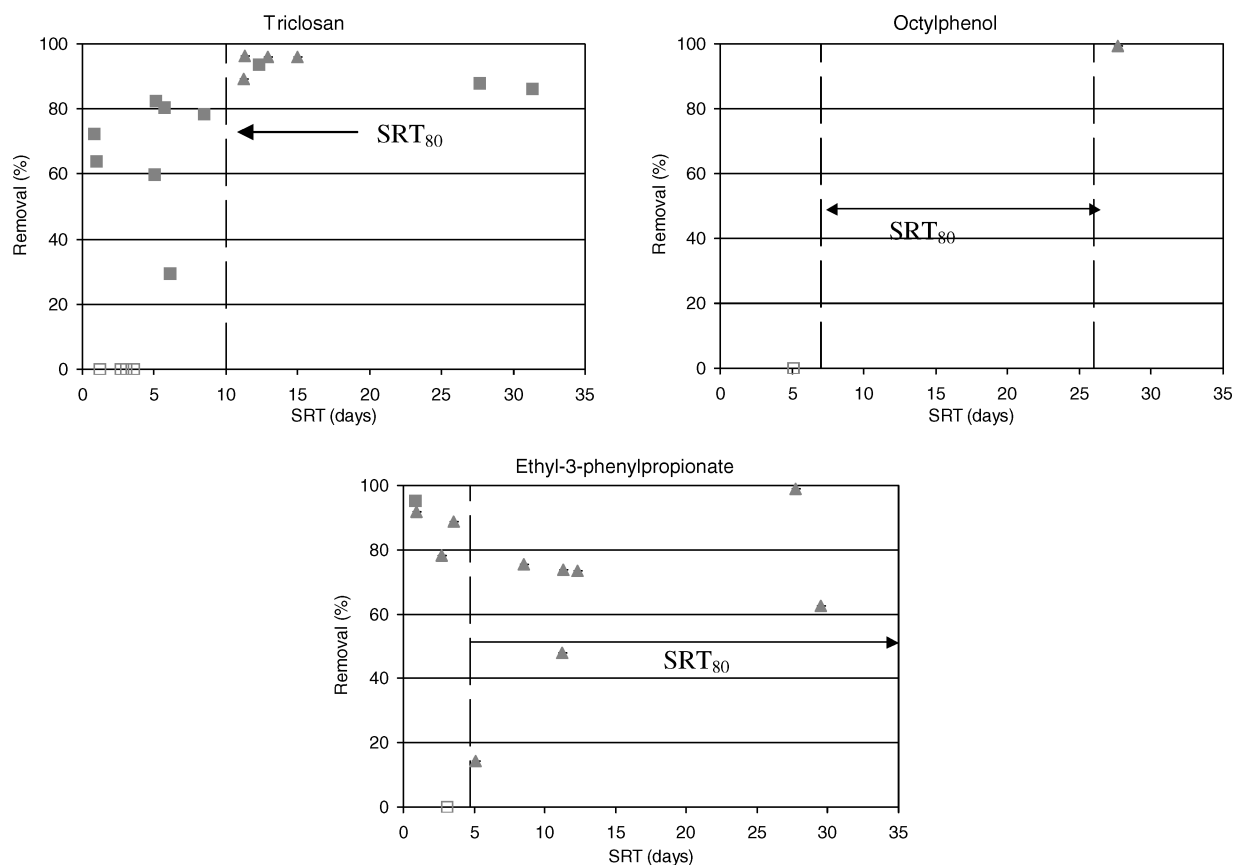 Triclosan
100
80
60
40
20
0
Removal (%)
SRT₈₀
0 5 10 15 20 25 30 35
SRT (days)
Octylphenol
100
80
60
40
20
0
Removal (%)
SRT₈₀
0 5 10 15 20 25 30 35
SRT (days)
Ethyl-3-phenylpropionate
100
80
60
40
20
0
Removal (%)
SRT₈₀
0 5 10 15 20 25 30 35
SRT (days)